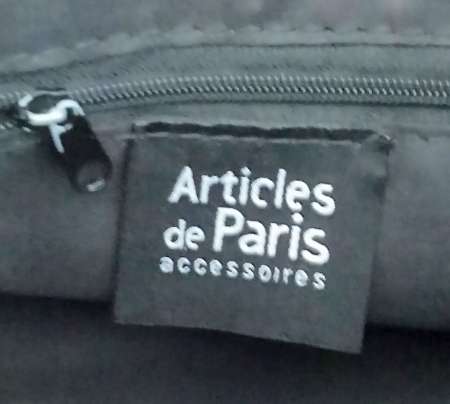 Articles
de Paris
accessoires